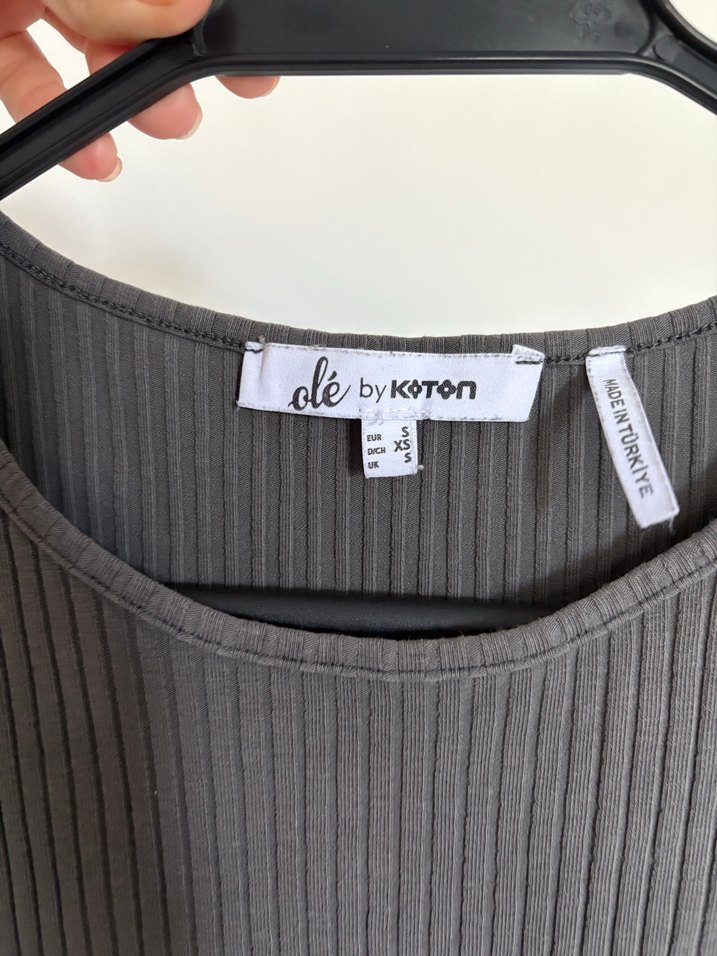 olé by KOTON
EUR S
D/CH XS
UK S
MADE IN TÜRKİYE